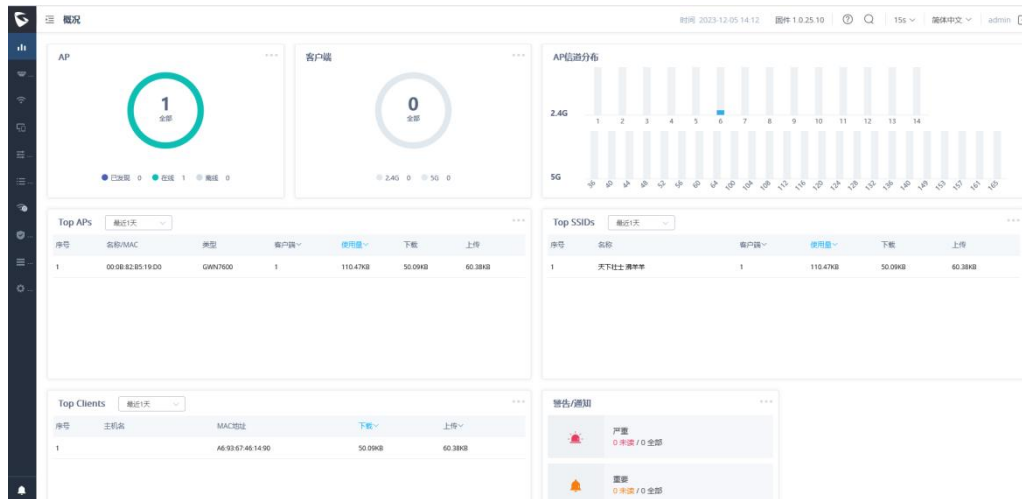 概况
时间 2023-12-05 14:12 固件 1.0.25.10 15s 简体中文 admin
AP
1
全部
已发现 0 在线 1 离线 0
客户端
0
全部
2.4G 0 5G 0
AP信道分布
2.4G
1 2 3 4 5 6 7 8 9 10 11 12 13 14
5G
36 40 44 48 52 56 60 64 100 104 108 112 116 120 124 128 132 136 140 149 153 157 161 165
Top APs 最近1天
序号 名称/MAC 类型 客户端 使用量 下载 上传
1 00:0B:82:B5:19:D0 GWN7600 1 110.47KB 50.09KB 60.38KB
Top SSIDs 最近1天
序号 名称 客户端 使用量 下载 上传
1 天下壮士 沸羊羊 1 110.47KB 50.09KB 60.38KB
Top Clients 最近1天
序号 主机名 MAC地址 下载 上传
1 A6:93:67:46:14:90 50.09KB 60.38KB
警告/通知
严重
0 未读 / 0 全部
重要
0 未读 / 0 全部